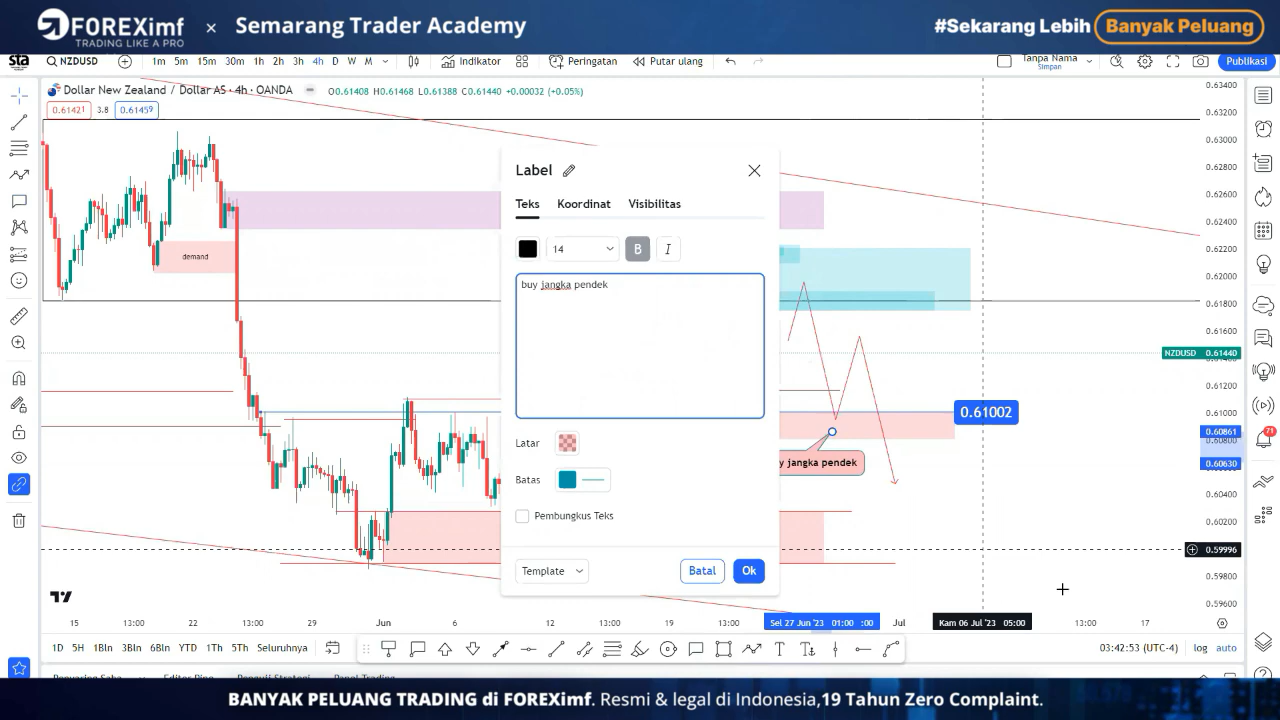 FOREXimf
TRADING LIKE A PRO
×
Semarang Trader Academy
#Sekarang Lebih
Banyak Peluang
sta
NZDUSD
1m
5m
15m
30m
1h
2h
3h
4h
D
W
M
Indikator
Peringatan
Putar ulang
Tanpa Nama
Simpan
Publikasi
Dollar New Zealand / Dollar AS · 4h · OANDA
O0.61408 H0.61468 L0.61388 C0.61440 +0.00032 (+0.05%)
0.61421
3.8
0.61459
0.63400
0.63200
0.63000
0.62800
0.62600
0.62400
0.62200
0.62000
0.61800
0.61600
NZDUSD 0.61440
0.61200
0.61000
0.60861
0.60800
0.60630
0.60400
0.60200
0.59996
0.59800
0.59600
71
demand
Label
Teks
Koordinat
Visibilitas
14
B
I
buy jangka pendek
Latar
Batas
Pembungkus Teks
Template
Batal
Ok
0.61002
y jangka pendek
15
13:00
22
13:00
29
13:00
Jun
6
12
13:00
19
13:00
Sel 27 Jun '23 01:00 :00
Jul
Kam 06 Jul '23 05:00
13:00
17
1D
5H
1Bln
3Bln
6Bln
YTD
1Th
5Th
Seluruhnya
03:42:53 (UTC-4)
log
auto
BANYAK PELUANG TRADING di FOREXimf. Resmi & legal di Indonesia,19 Tahun Zero Complaint.